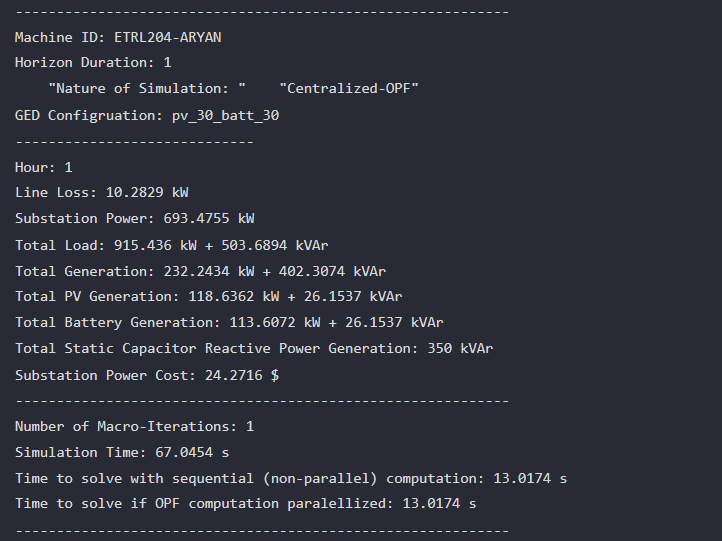 ------------------------------------------------------------
Machine ID: ETRL204-ARYAN
Horizon Duration: 1
    "Nature of Simulation: "    "Centralized-OPF"
GED Configruation: pv_30_batt_30
-----------------------------
Hour: 1
Line Loss: 10.2829 kW
Substation Power: 693.4755 kW
Total Load: 915.436 kW + 503.6894 kVAr
Total Generation: 232.2434 kW + 402.3074 kVAr
Total PV Generation: 118.6362 kW + 26.1537 kVAr
Total Battery Generation: 113.6072 kW + 26.1537 kVAr
Total Static Capacitor Reactive Power Generation: 350 kVAr
Substation Power Cost: 24.2716 $
------------------------------------------------------------
Number of Macro-Iterations: 1
Simulation Time: 67.0454 s
Time to solve with sequential (non-parallel) computation: 13.0174 s
Time to solve if OPF computation paralellized: 13.0174 s
------------------------------------------------------------